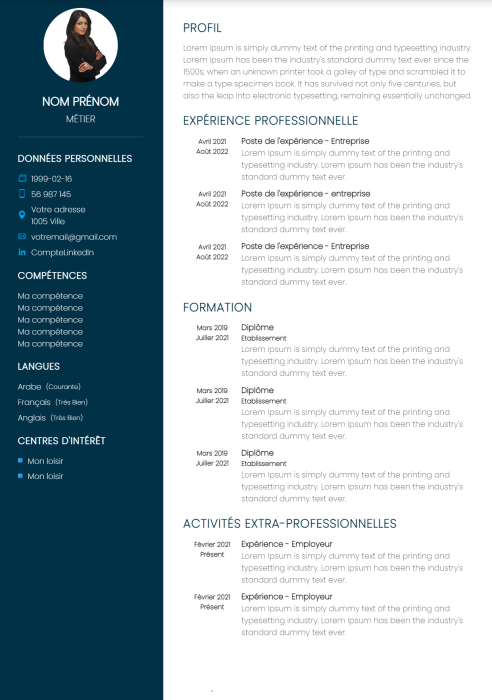 NOM PRÉNOM
MÉTIER
DONNÉES PERSONNELLES
1999-02-16
56 987 145
Votre adresse
1005 Ville
votremail@gmail.com
CompteLinkedIn
COMPÉTENCES
Ma compétence
Ma compétence
Ma compétence
Ma compétence
Ma compétence
LANGUES
Arabe (Courante)
Français (Très Bien)
Anglais (Très Bien)
CENTRES D'INTÉRÊT
Mon loisir
Mon loisir
PROFIL
Lorem Ipsum is simply dummy text of the printing and typesetting industry.
Lorem Ipsum has been the industry's standard dummy text ever since the
1500s, when an unknown printer took a galley of type and scrambled it to
make a type specimen book. It has survived not only five centuries, but
also the leap into electronic typesetting, remaining essentially unchanged.
EXPÉRIENCE PROFESSIONNELLE
Avril 2021
Août 2022
Poste de l'expérience - Entreprise
Lorem Ipsum is simply dummy text of the printing and
typesetting industry. Lorem Ipsum has been the industry's
standard dummy text ever.
Avril 2021
Août 2022
Poste de l'expérience - entreprise
Lorem Ipsum is simply dummy text of the printing and
typesetting industry. Lorem Ipsum has been the industry's
standard dummy text ever.
Avril 2021
Août 2022
Poste de l'expérience - Entreprise
Lorem Ipsum is simply dummy text of the printing and
typesetting industry. Lorem Ipsum has been the industry's
standard dummy text ever.
FORMATION
Mars 2019
Juillet 2021
Diplôme
Etablissement
Lorem Ipsum is simply dummy text of the printing and
typesetting industry. Lorem Ipsum has been the industry's
standard dummy text ever.
Mars 2019
Juillet 2021
Diplôme
Etablissement
Lorem Ipsum is simply dummy text of the printing and
typesetting industry. Lorem Ipsum has been the industry's
standard dummy text ever.
Mars 2019
Juillet 2021
Diplôme
Etablissement
Lorem Ipsum is simply dummy text of the printing and
typesetting industry. Lorem Ipsum has been the industry's
standard dummy text ever.
ACTIVITÉS EXTRA-PROFESSIONNELLES
Février 2021
Présent
Expérience - Employeur
Lorem Ipsum is simply dummy text of the printing and
typesetting industry. Lorem Ipsum has been the industry's
standard dummy text ever.
Février 2021
Présent
Expérience - Employeur
Lorem Ipsum is simply dummy text of the printing and
typesetting industry. Lorem Ipsum has been the industry's
standard dummy text ever.